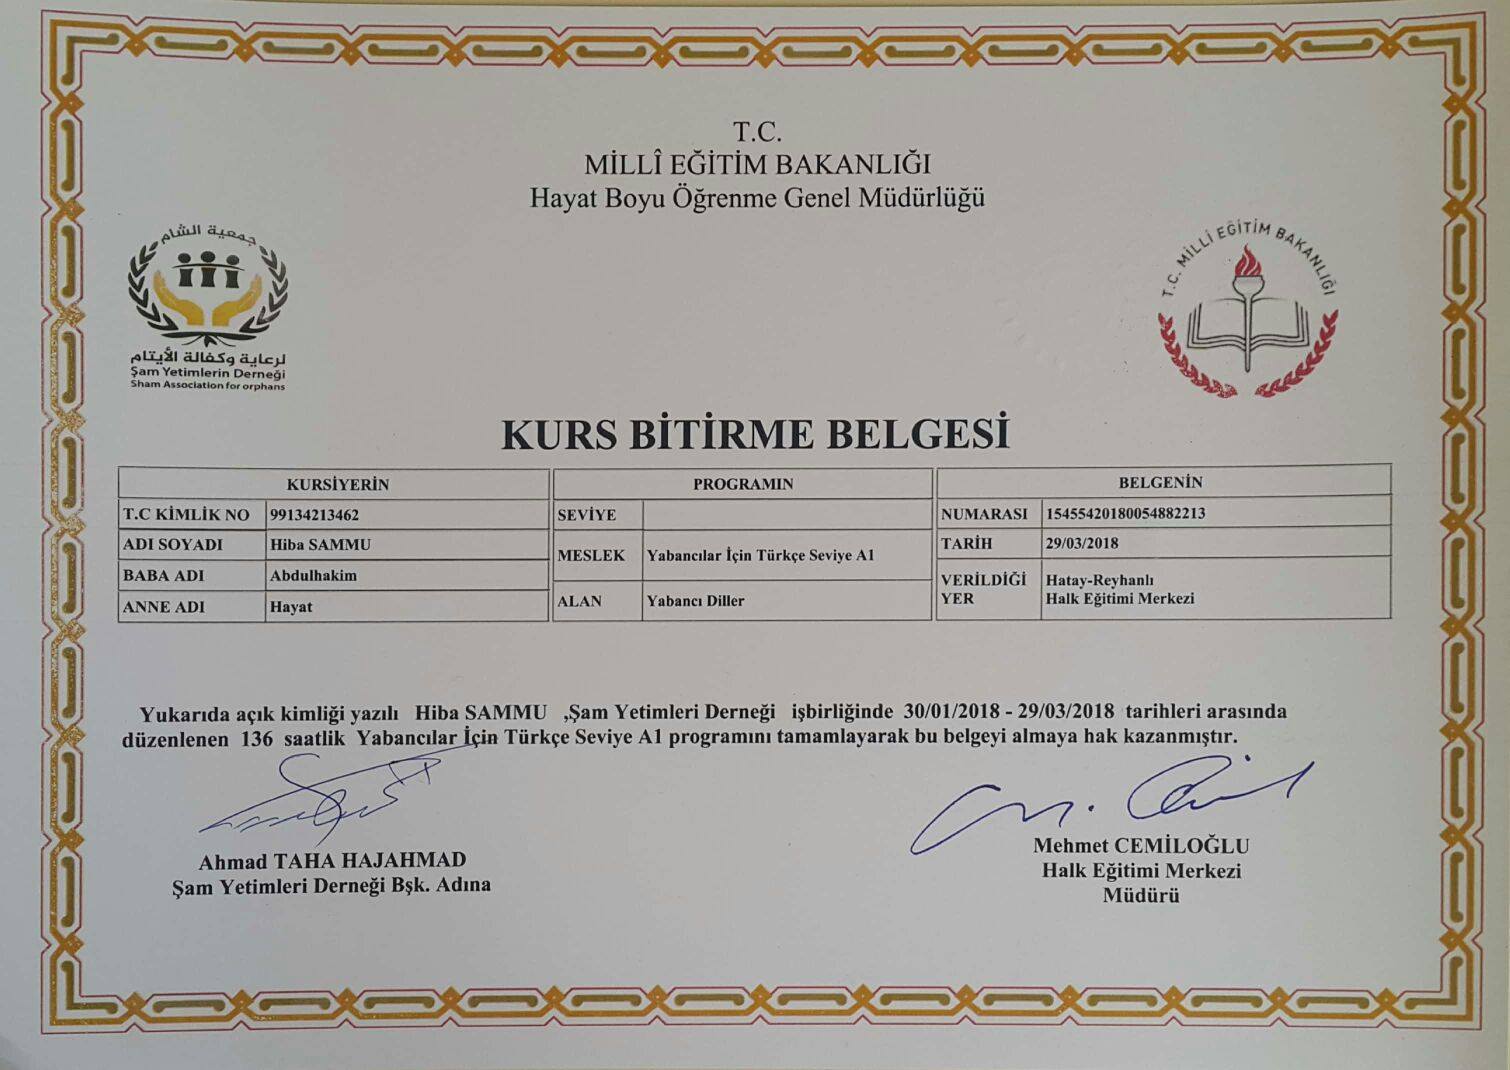 T.C.
MİLLÎ EĞİTİM BAKANLIĞI
Hayat Boyu Öğrenme Genel Müdürlüğü
جمعية الشام
لرعاية وكفالة الأيتام
Şam Yetimlerin Derneği
Sham Association for orphans
T.C. MİLLİ EĞİTİM BAKANLIĞI
KURS BİTİRME BELGESİ
KURSİYERİN
T.C KİMLİK NO 99134213462
ADI SOYADI Hiba SAMMU
BABA ADI Abdulhakim
ANNE ADI Hayat
PROGRAMIN
SEVİYE
MESLEK Yabancılar İçin Türkçe Seviye A1
ALAN Yabancı Diller
BELGENİN
NUMARASI 15455420180054882213
TARİH 29/03/2018
VERİLDİĞİ YER Hatay-Reyhanlı
Halk Eğitimi Merkezi
Yukarıda açık kimliği yazılı Hiba SAMMU ,Şam Yetimleri Derneği işbirliğinde 30/01/2018 - 29/03/2018 tarihleri arasında
düzenlenen 136 saatlik Yabancılar İçin Türkçe Seviye A1 programını tamamlayarak bu belgeyi almaya hak kazanmıştır.
Ahmad TAHA HAJAHMAD
Şam Yetimleri Derneği Bşk. Adına
Mehmet CEMİLOĞLU
Halk Eğitimi Merkezi
Müdürü